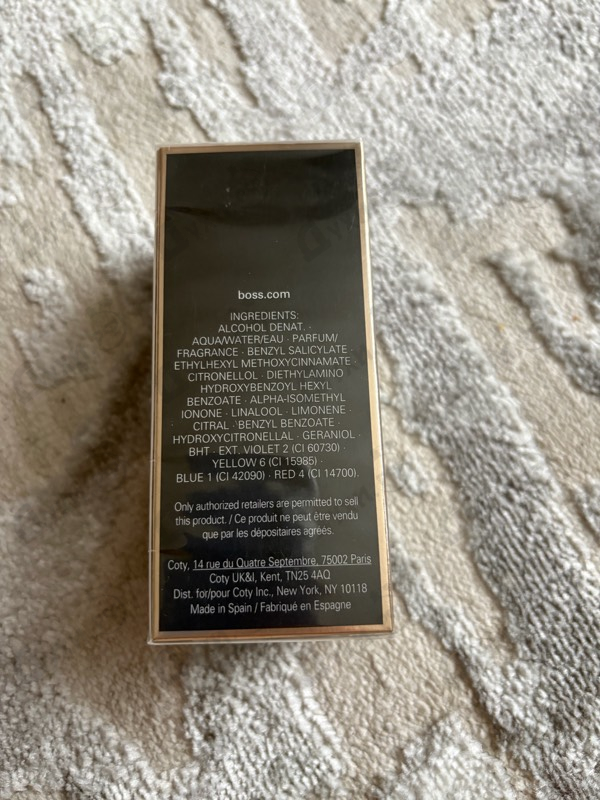 boss.com
INGREDIENTS:
ALCOHOL DENAT. ·
AQUA/WATER/EAU · PARFUM/
FRAGRANCE · BENZYL SALICYLATE ·
ETHYLHEXYL METHOXYCINNAMATE ·
CITRONELLOL · DIETHYLAMINO
HYDROXYBENZOYL HEXYL
BENZOATE · ALPHA-ISOMETHYL
IONONE · LINALOOL · LIMONENE ·
CITRAL · BENZYL BENZOATE ·
HYDROXYCITRONELLAL · GERANIOL ·
BHT · EXT. VIOLET 2 (CI 60730) ·
YELLOW 6 (CI 15985) ·
BLUE 1 (CI 42090) · RED 4 (CI 14700).
Only authorized retailers are permitted to sell
this product. / Ce produit ne peut être vendu
que par les dépositaires agréés.
Coty, 14 rue du Quatre Septembre, 75002 Paris
Coty UK&I, Kent, TN25 4AQ
Dist. for/pour Coty Inc., New York, NY 10118
Made in Spain / Fabriqué en Espagne